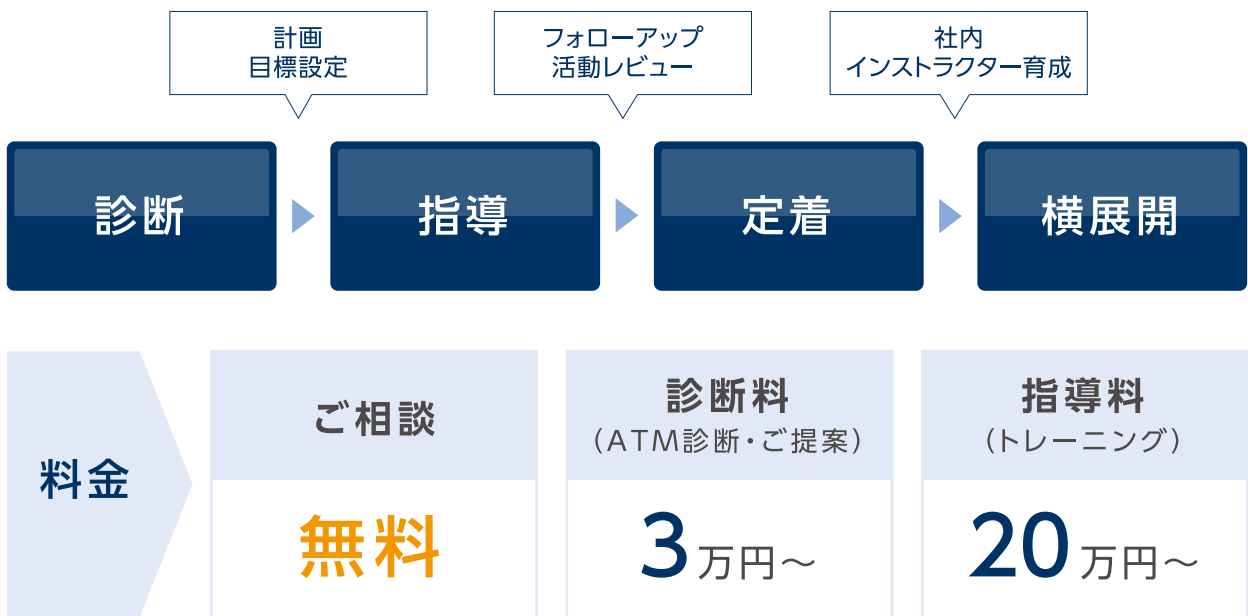 計画
目標設定
フォローアップ
活動レビュー
社内
インストラクター育成
診断
指導
定着
横展開
料金
ご相談
無料
診断料
（ATM診断・ご提案）
3万円～
指導料
（トレーニング）
20万円～